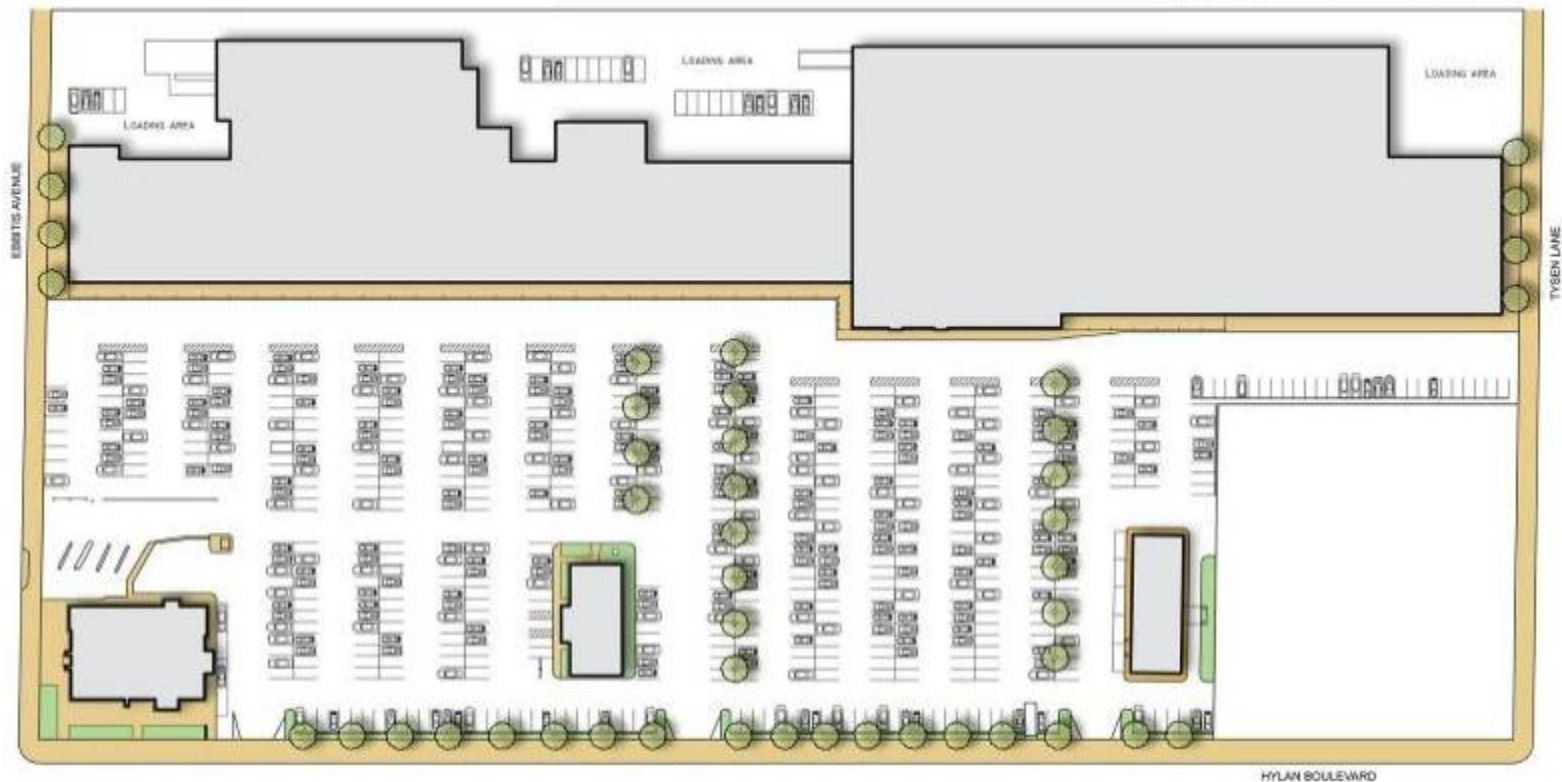 LOADING AREA
LOADING AREA
LOADING AREA
EBBITTS AVENUE
TYSEN LANE
HYLAN BOULEVARD